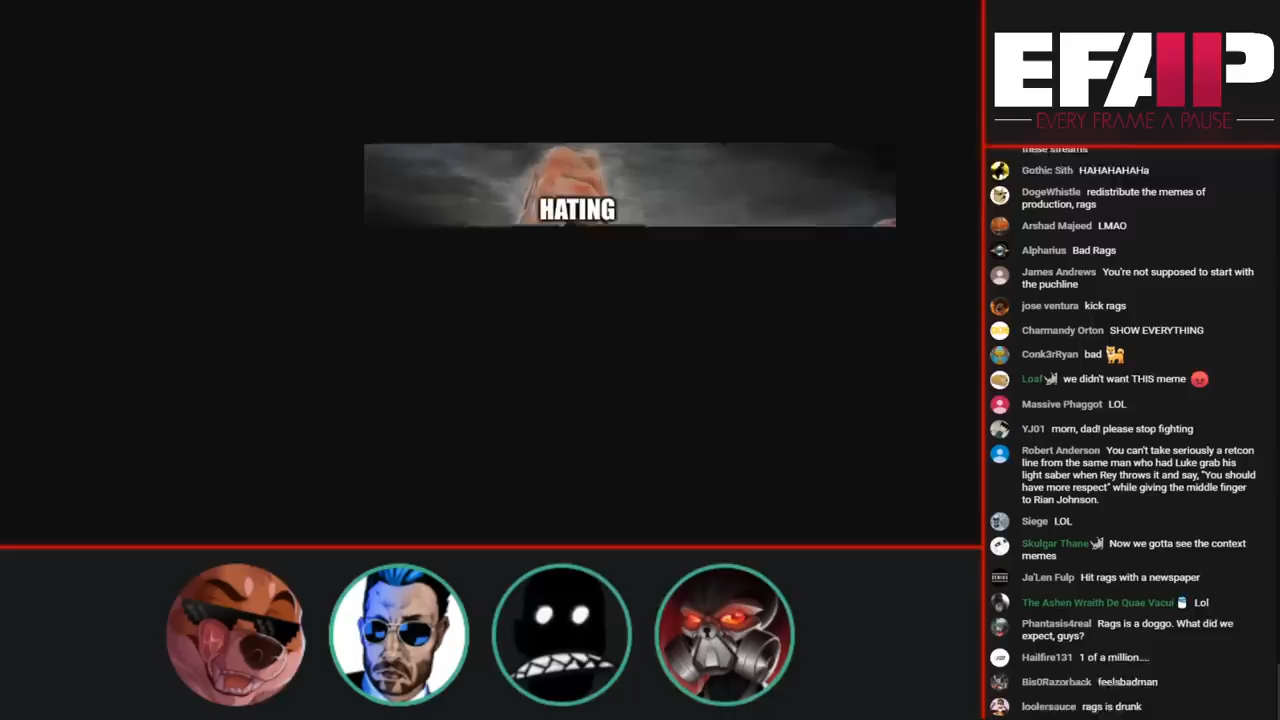 HATING
EFAP
EVERY FRAME A PAUSE
these streams
Gothic Sith HAHAHAHAHa
DogeWhistle redistribute the memes of
production, rags
Arshad Majeed LMAO
Alpharius Bad Rags
James Andrews You're not supposed to start with
the puchline
jose ventura kick rags
Charmandy Orton SHOW EVERYTHING
Conk3rRyan bad
Loaf we didn't want THIS meme
Massive Phaggot LOL
YJ01 mom, dad! please stop fighting
Robert Anderson You can't take seriously a retcon
line from the same man who had Luke grab his
light saber when Rey throws it and say, "You should
have more respect" while giving the middle finger
to Rian Johnson.
Siege LOL
Skulgar Thane Now we gotta see the context
memes
Ja'Len Fulp Hit rags with a newspaper
The Ashen Wraith De Quae Vacui Lol
Phantasis4real Rags is a doggo. What did we
expect, guys?
Hailfire131 1 of a million....
Bis0Razorback feelsbadman
loolersauce rags is drunk